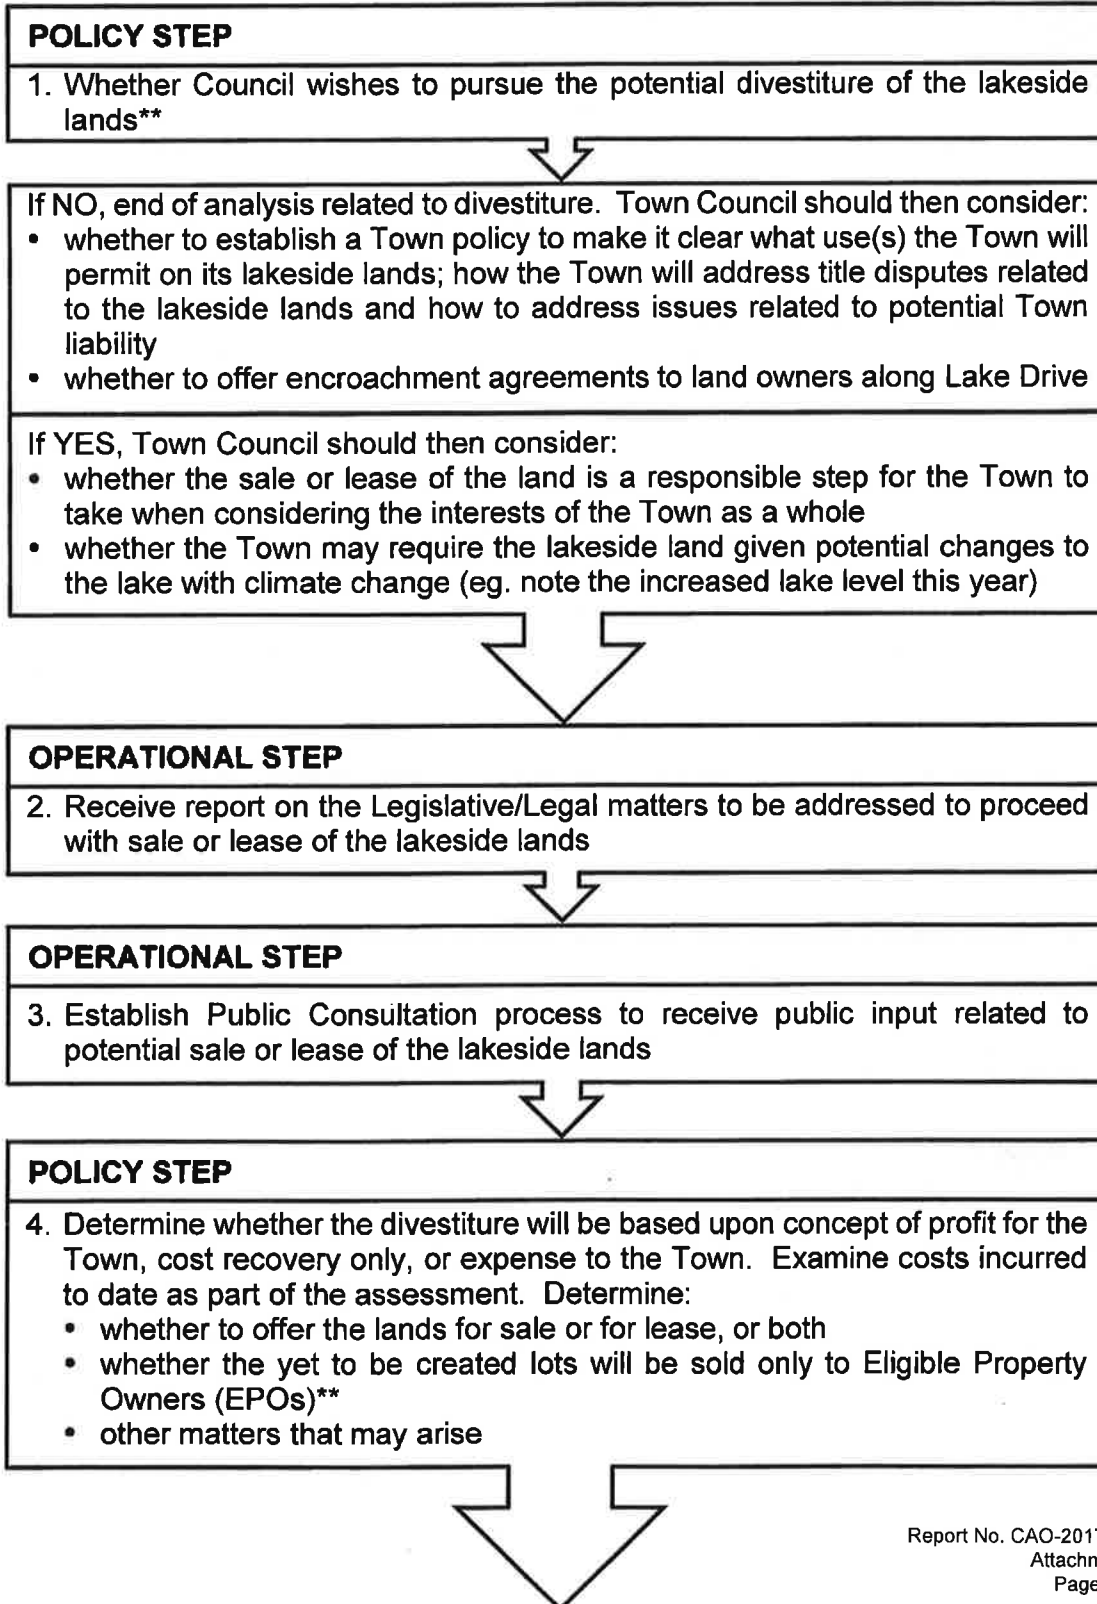 POLICY STEP
1. Whether Council wishes to pursue the potential divestiture of the lakeside
lands**
If NO, end of analysis related to divestiture. Town Council should then consider:
• whether to establish a Town policy to make it clear what use(s) the Town will
permit on its lakeside lands; how the Town will address title disputes related
to the lakeside lands and how to address issues related to potential Town
liability
• whether to offer encroachment agreements to land owners along Lake Drive
If YES, Town Council should then consider:
• whether the sale or lease of the land is a responsible step for the Town to
take when considering the interests of the Town as a whole
• whether the Town may require the lakeside land given potential changes to
the lake with climate change (eg. note the increased lake level this year)
OPERATIONAL STEP
2. Receive report on the Legislative/Legal matters to be addressed to proceed
with sale or lease of the lakeside lands
OPERATIONAL STEP
3. Establish Public Consultation process to receive public input related to
potential sale or lease of the lakeside lands
POLICY STEP
4. Determine whether the divestiture will be based upon concept of profit for the
Town, cost recovery only, or expense to the Town. Examine costs incurred
to date as part of the assessment. Determine:
• whether to offer the lands for sale or for lease, or both
• whether the yet to be created lots will be sold only to Eligible Property
Owners (EPOs)**
• other matters that may arise
Report No. CAO-2017
Attachm
Page